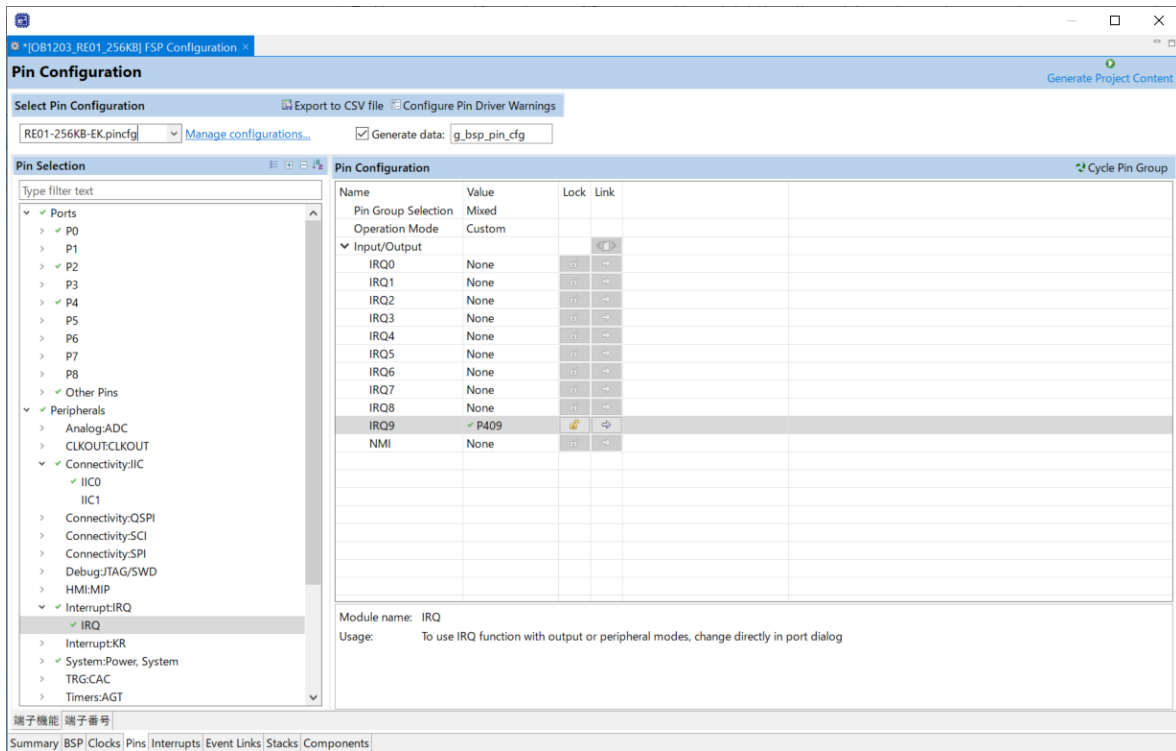 *[OB1203_RE01_256KB] FSP Configuration ×
Pin Configuration
Generate Project Content
Select Pin Configuration
Export to CSV file
Configure Pin Driver Warnings
RE01-256KB-EK.pincfg
Manage configurations...
Generate data:
g_bsp_pin_cfg
Pin Selection
Type filter text
Ports
P0
P1
P2
P3
P4
P5
P6
P7
P8
Other Pins
Peripherals
Analog:ADC
CLKOUT:CLKOUT
Connectivity:IIC
IIC0
IIC1
Connectivity:QSPI
Connectivity:SCI
Connectivity:SPI
Debug:JTAG/SWD
HMI:MIP
Interrupt:IRQ
IRQ
Interrupt:KR
System:Power, System
TRG:CAC
Timers:AGT
Pin Configuration
Cycle Pin Group
Name Value Lock Link
Pin Group Selection Mixed
Operation Mode Custom
Input/Output
IRQ0 None
IRQ1 None
IRQ2 None
IRQ3 None
IRQ4 None
IRQ5 None
IRQ6 None
IRQ7 None
IRQ8 None
IRQ9 P409
NMI None
Module name: IRQ
Usage: To use IRQ function with output or peripheral modes, change directly in port dialog
端子機能 端子番号
Summary BSP Clocks Pins Interrupts Event Links Stacks Components